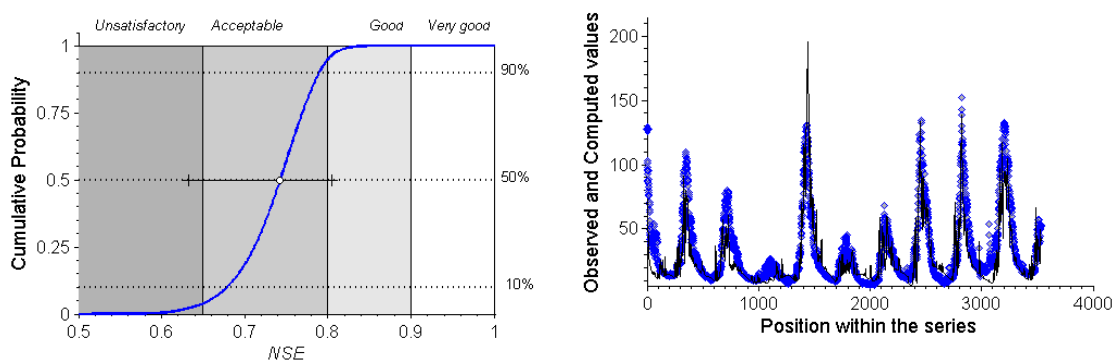 Unsatisfactory Acceptable Good Very good
1
0.75
0.5
0.25
0
90%
50%
10%
Cumulative Probability
0.5 0.6 0.7 0.8 0.9 1
NSE
200
150
100
50
Observed and Computed values
0 1000 2000 3000 4000
Position within the series